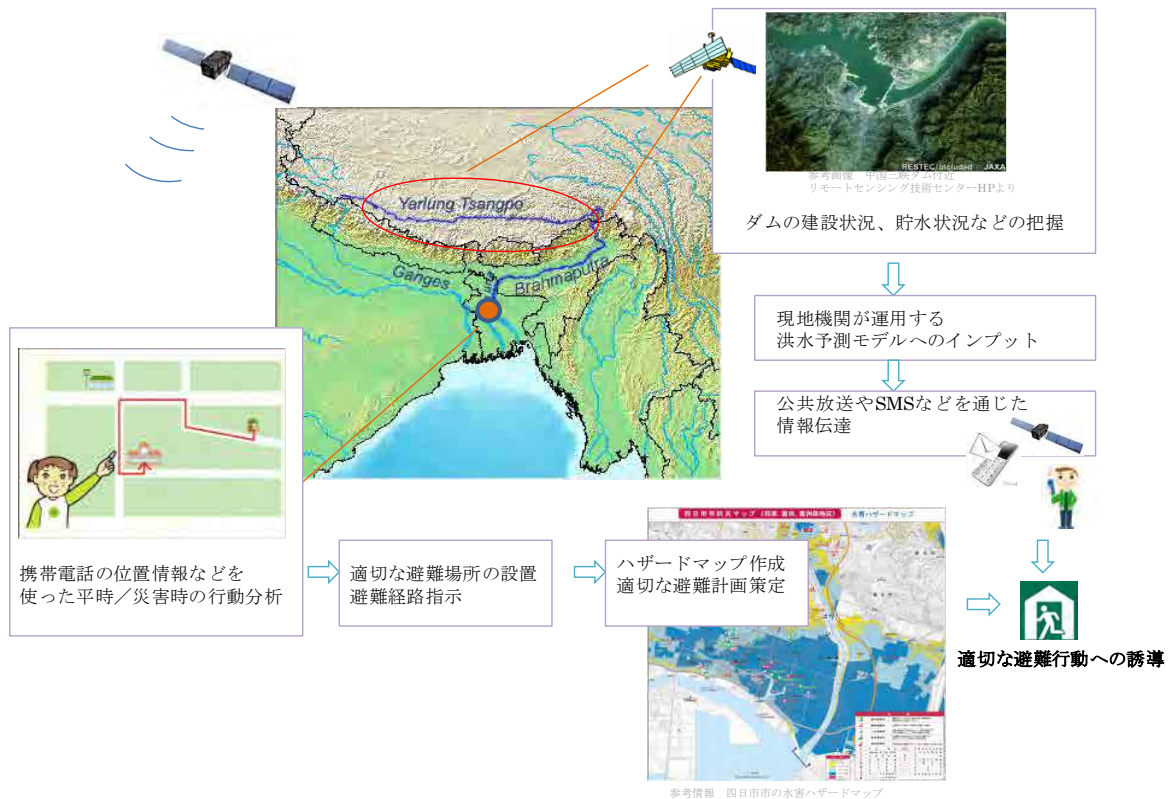 RESTEC Included JAXA
参考画像 中国三峡ダム付近
リモートセンシング技術センターHPより
ダムの建設状況、貯水状況などの把握
Yarlung Tsangpo
Ganges
Brahmaputra
現地機関が運用する
洪水予測モデルへのインプット
公共放送やSMSなどを通じた
情報伝達
携帯電話の位置情報などを
使った平時／災害時の行動分析
適切な避難場所の設置
避難経路指示
ハザードマップ作成
適切な避難計画策定
水害ハザードマップ
適切な避難行動への誘導
参考情報 四日市市の水害ハザードマップ